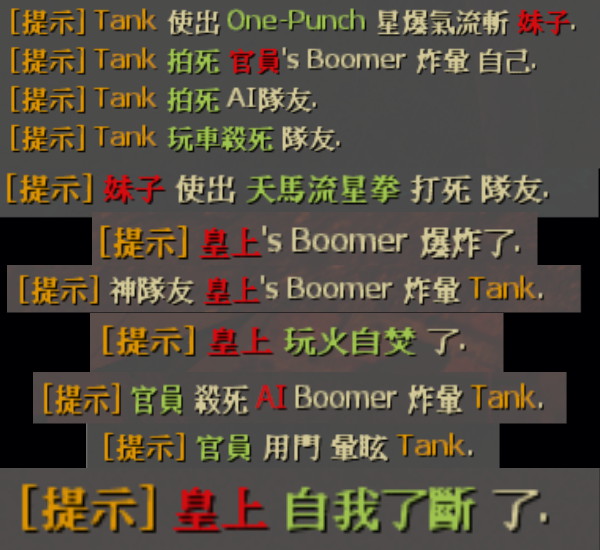 [提示] Tank 使出 One-Punch 星爆氣流斬 妹子.
[提示] Tank 拍死 官員's Boomer 炸暈 自己.
[提示] Tank 拍死 AI隊友.
[提示] Tank 玩車殺死 隊友.
[提示] 妹子 使出 天馬流星拳 打死 隊友.
[提示] 皇上's Boomer 爆炸了.
[提示] 神隊友 皇上's Boomer 炸暈 Tank.
[提示] 皇上 玩火自焚 了.
[提示] 官員 殺死 AI Boomer 炸暈 Tank.
[提示] 官員 用門 暈眩 Tank.
[提示] 皇上 自我了斷 了.